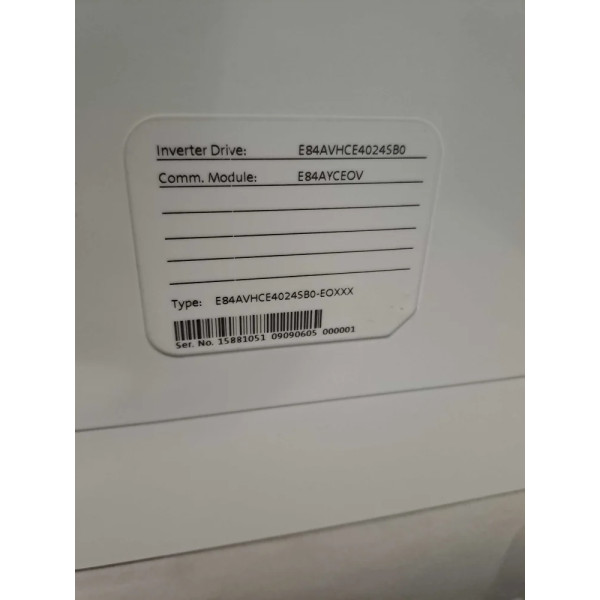 Inverter Drive: E84AVHCE4024SB0
Comm. Module: E84AYCEOV
Type: E84AVHCE4024SB0-EOXXX
Ser. No. 15881051 09090605 000001